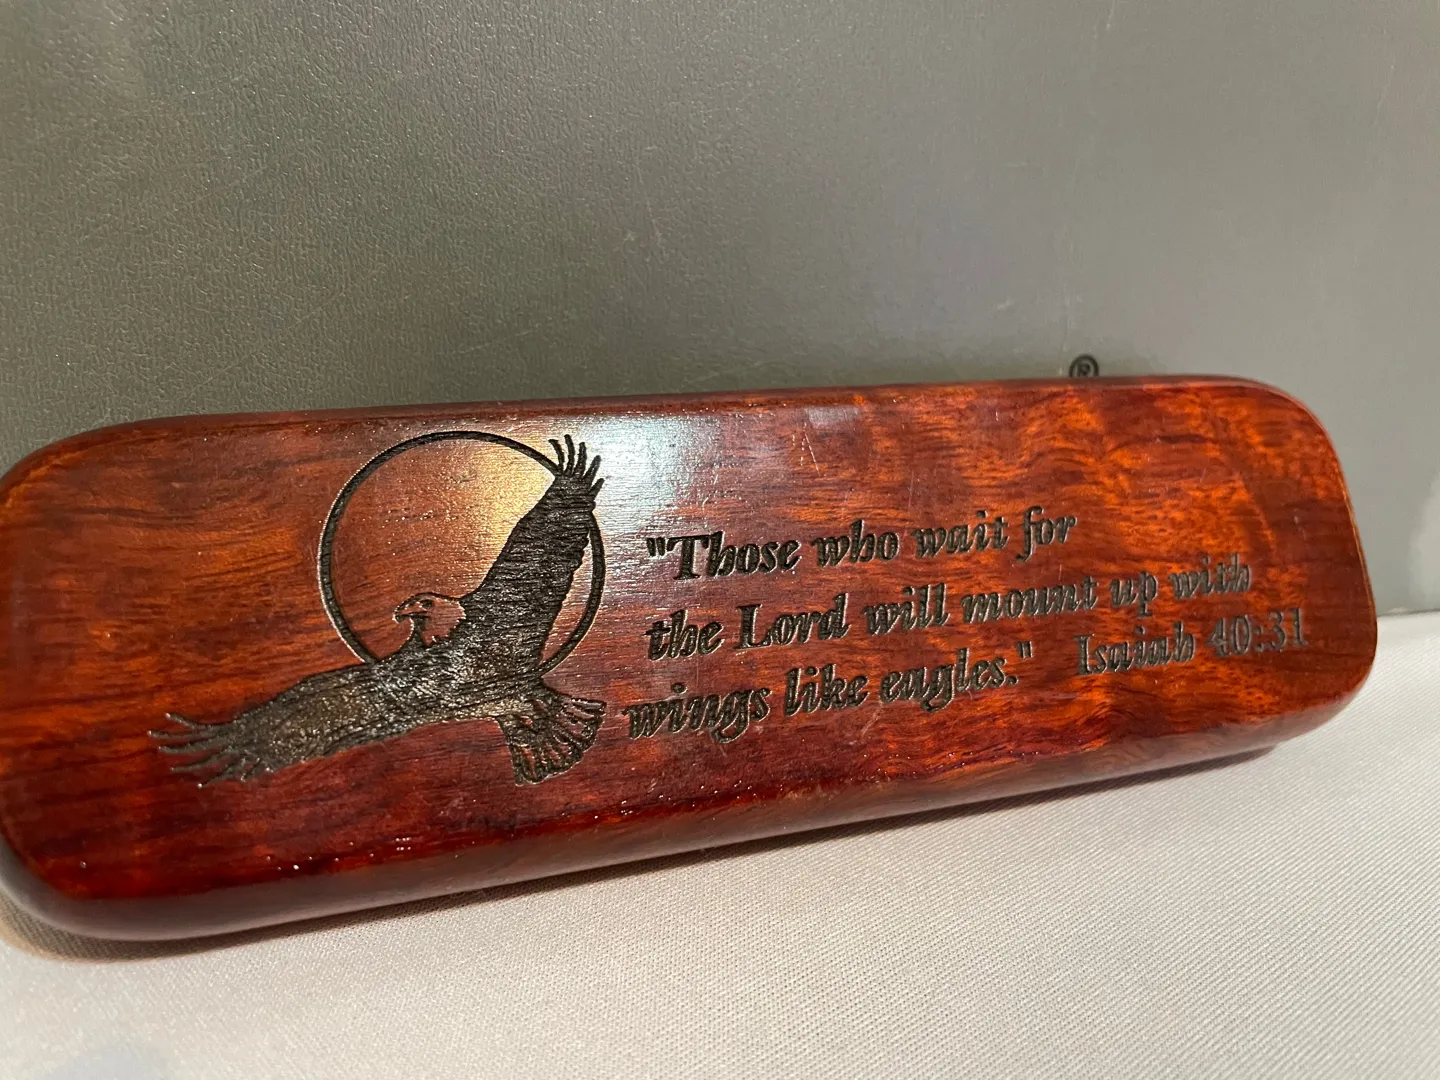 ®
"Those who wait for
the Lord will mount up with
wings like eagles." Isaiah 40:31